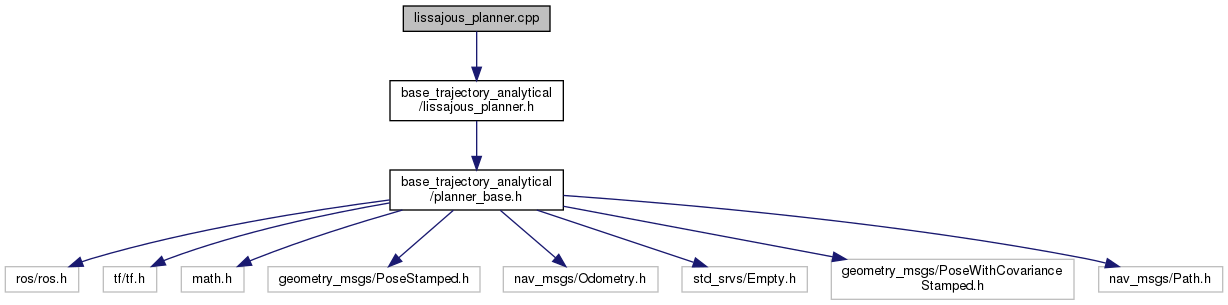 lissajous_planner.cpp
base_trajectory_analytical
/lissajous_planner.h
base_trajectory_analytical
/planner_base.h
ros/ros.h
tf/tf.h
math.h
geometry_msgs/PoseStamped.h
nav_msgs/Odometry.h
std_srvs/Empty.h
geometry_msgs/PoseWithCovariance
Stamped.h
nav_msgs/Path.h